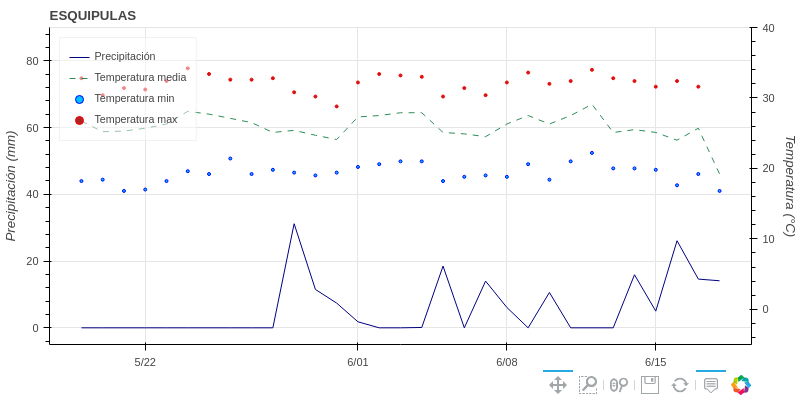 ESQUIPULAS
Precipitación
Temperatura media
Temperatura min
Temperatura max
Precipitación (mm)
80
60
40
20
0
Temperatura (°C)
40
30
20
10
0
5/22
6/01
6/08
6/15